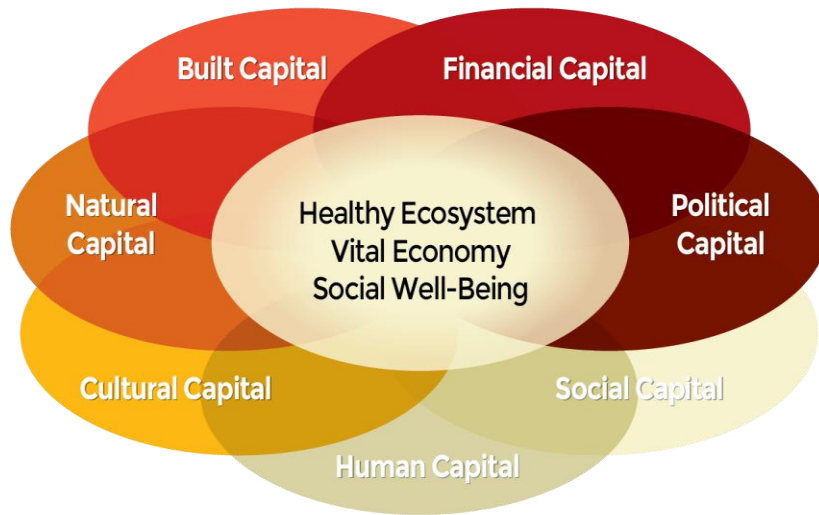 Built Capital
Financial Capital
Natural
Capital
Healthy Ecosystem
Vital Economy
Social Well-Being
Political
Capital
Cultural Capital
Social Capital
Human Capital